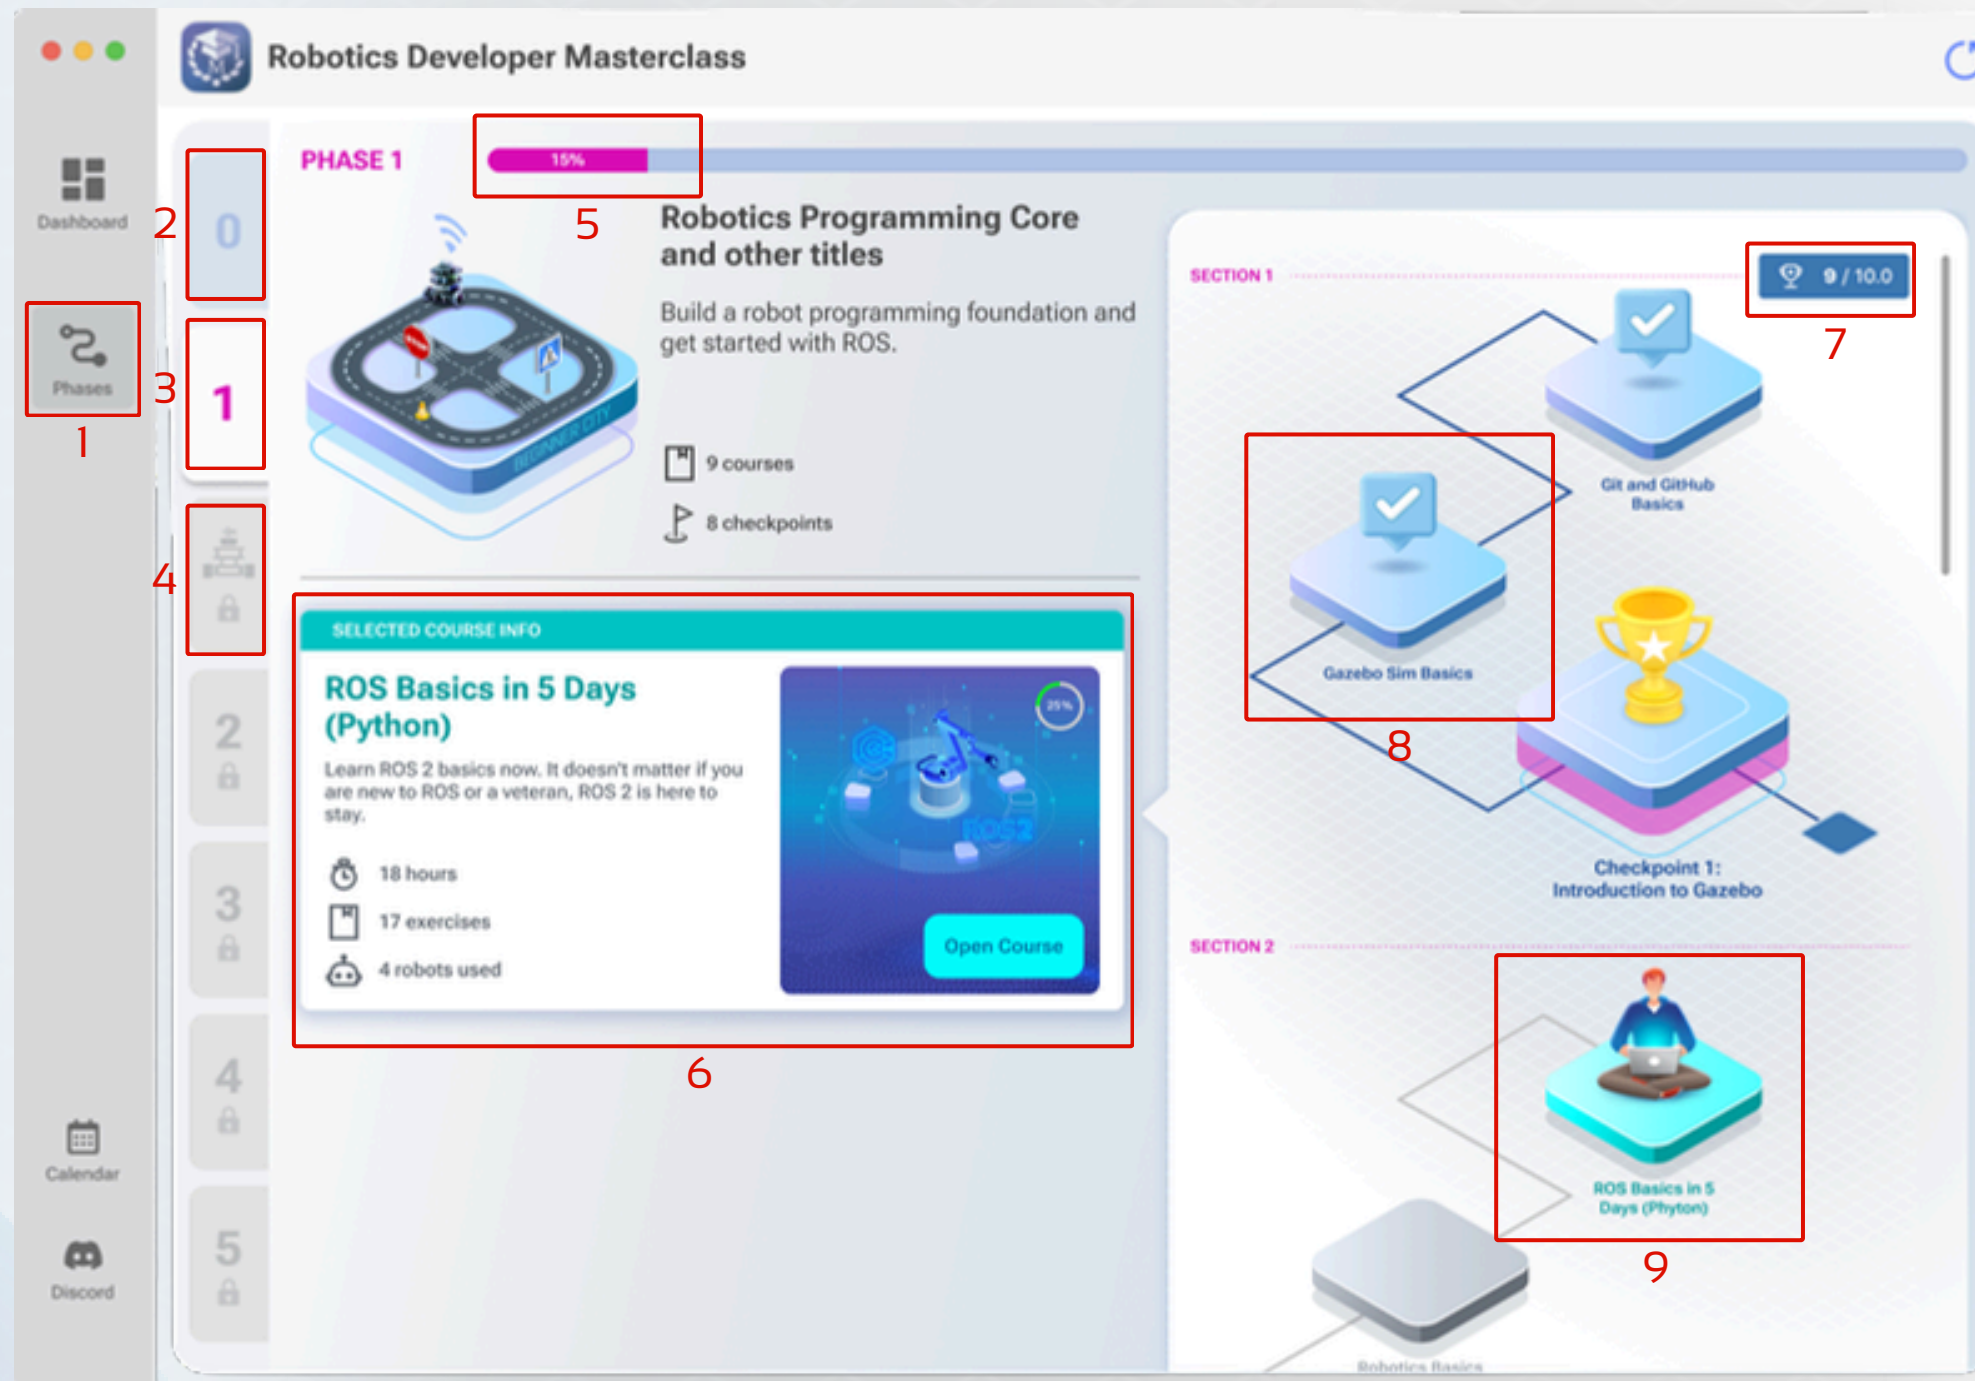 Robotics Developer Masterclass
Dashboard
Phases
1
Calendar
Discord
2
0
3
1
4
2
3
4
5
PHASE 1
15%
5
Robotics Programming Core
and other titles
Build a robot programming foundation and
get started with ROS.
9 courses
8 checkpoints
STOP
BEGINNER CITY
SELECTED COURSE INFO
ROS Basics in 5 Days
(Python)
Learn ROS 2 basics now. It doesn't matter if you
are new to ROS or a veteran, ROS 2 is here to
stay.
18 hours
17 exercises
4 robots used
25%
ROS2
Open Course
6
SECTION 1
9 / 10.0
7
Git and GitHub
Basics
Gazebo Sim Basics
8
Checkpoint 1:
Introduction to Gazebo
SECTION 2
ROS Basics in 5
Days (Phyton)
9
Robotics Basics